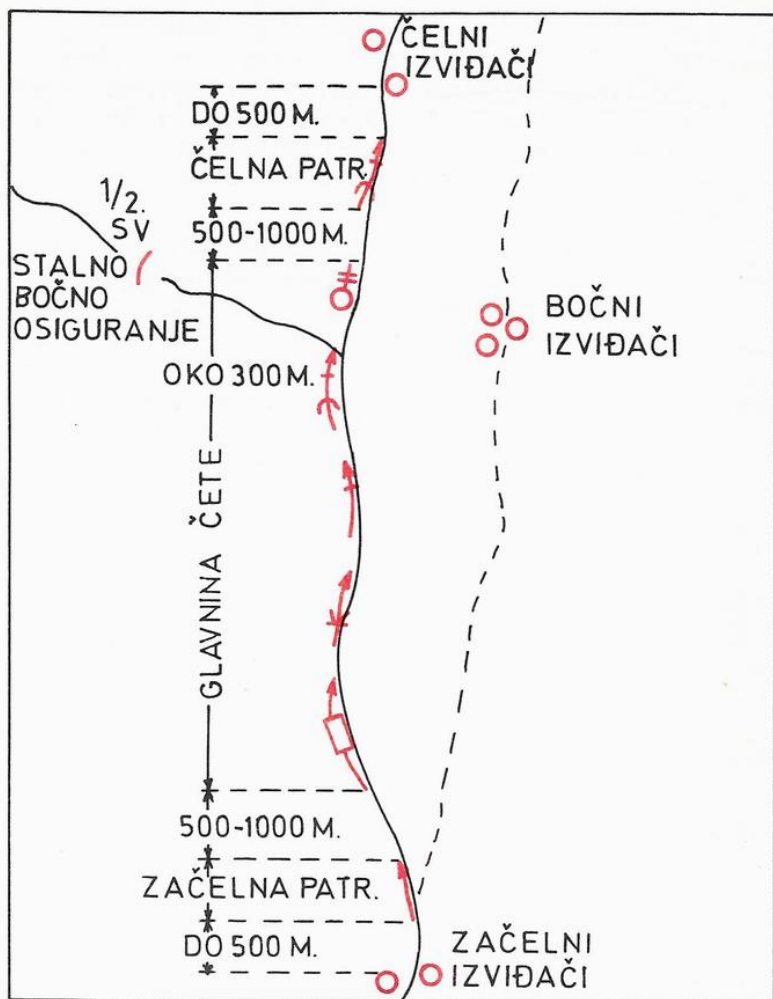 ČELNI
IZVIĐAČI
DO 500 M.
ČELNA PATR.
1/2.
SV
500-1000 M.
STALNO
BOČNO
OSIGURANJE
BOČNI
IZVIĐAČI
OKO 300 M.
GLAVNINA ČETE
500-1000 M.
ZAČELNA PATR.
DO 500 M.
ZAČELNI
IZVIĐAČI